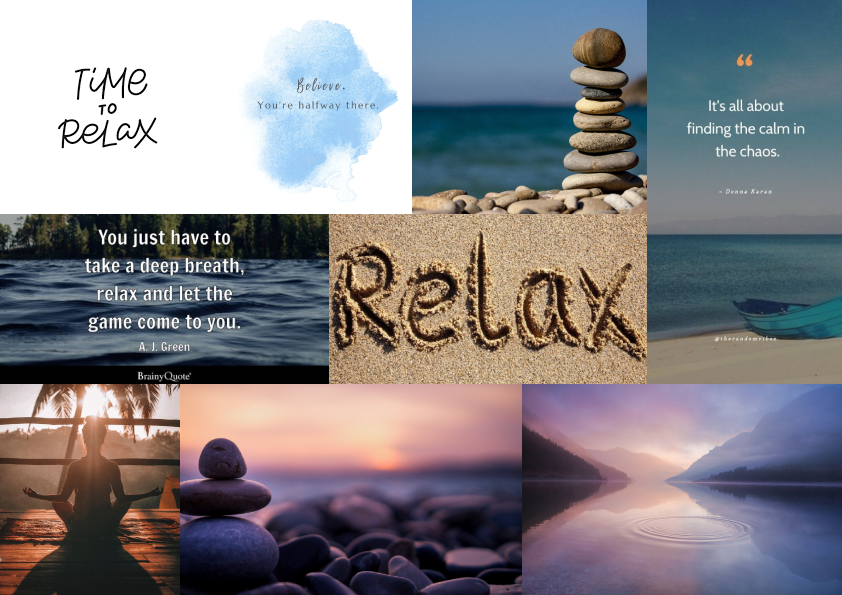 TIME
TO
RELAX
Believe.
You're halfway there.
“
It's all about
finding the calm in
the chaos.
~ Donna Karan
@therandomvibez
You just have to
take a deep breath,
relax and let the
game come to you.
A. J. Green
BrainyQuote®
Relax